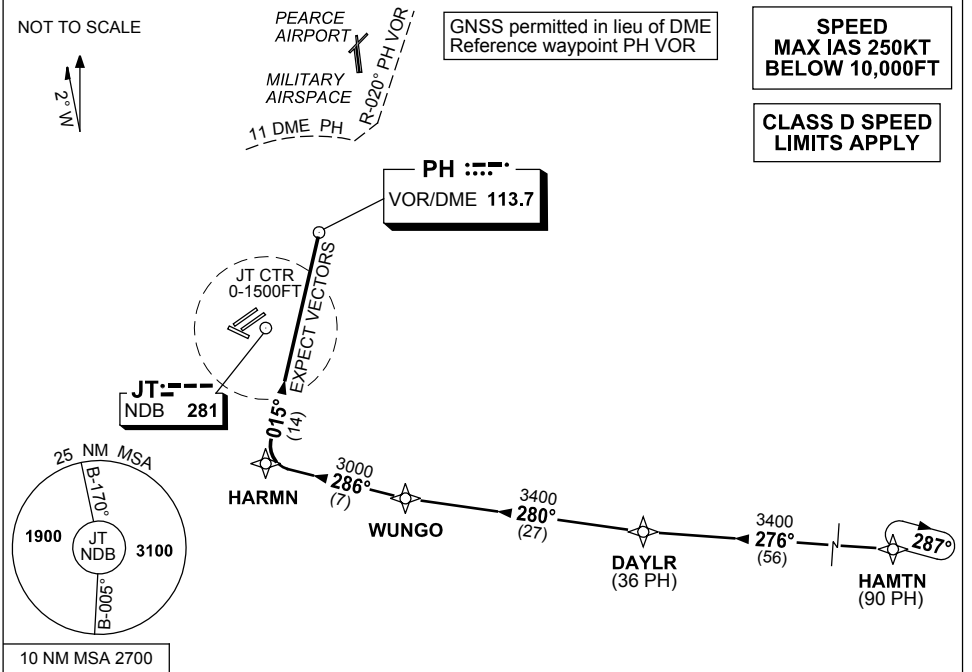 NOT TO SCALE
2° W
PEARCE
AIRPORT
MILITARY
AIRSPACE
11 DME PH
R-020° PH VOR
GNSS permitted in lieu of DME
Reference waypoint PH VOR
SPEED
MAX IAS 250KT
BELOW 10,000FT
CLASS D SPEED
LIMITS APPLY
PH
VOR/DME 113.7
JT CTR
0-1500FT
EXPECT VECTORS
JT
NDB 281
015°
(14)
HARMN
3000
286°
(7)
WUNGO
3400
280°
(27)
DAYLR
(36 PH)
3400
276°
(56)
287°
HAMTN
(90 PH)
25 NM MSA
B-170°
1900
JT
NDB
3100
B-005°
10 NM MSA 2700